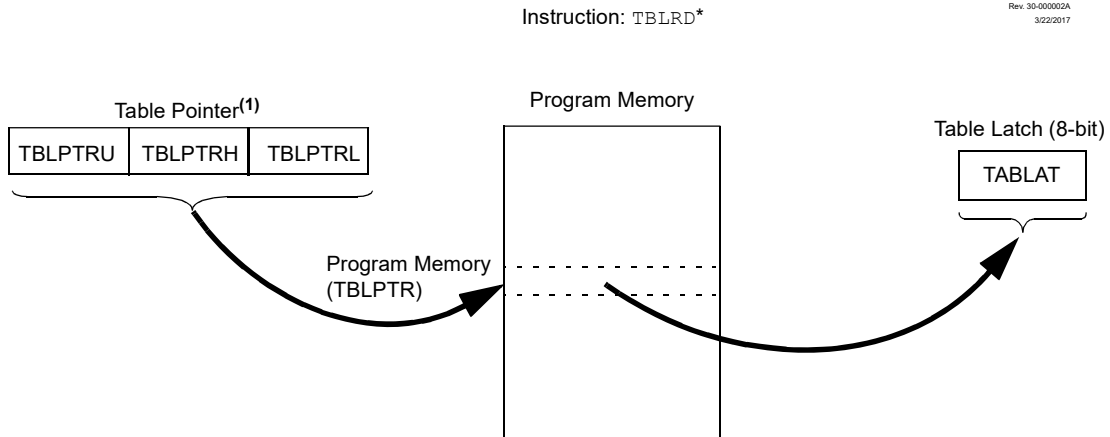 Instruction: TBLRD*
Rev. 30-000002A
3/22/2017
Table Pointer(1)
TBLPTRU TBLPTRH TBLPTRL
Program Memory
Table Latch (8-bit)
TABLAT
Program Memory
(TBLPTR)